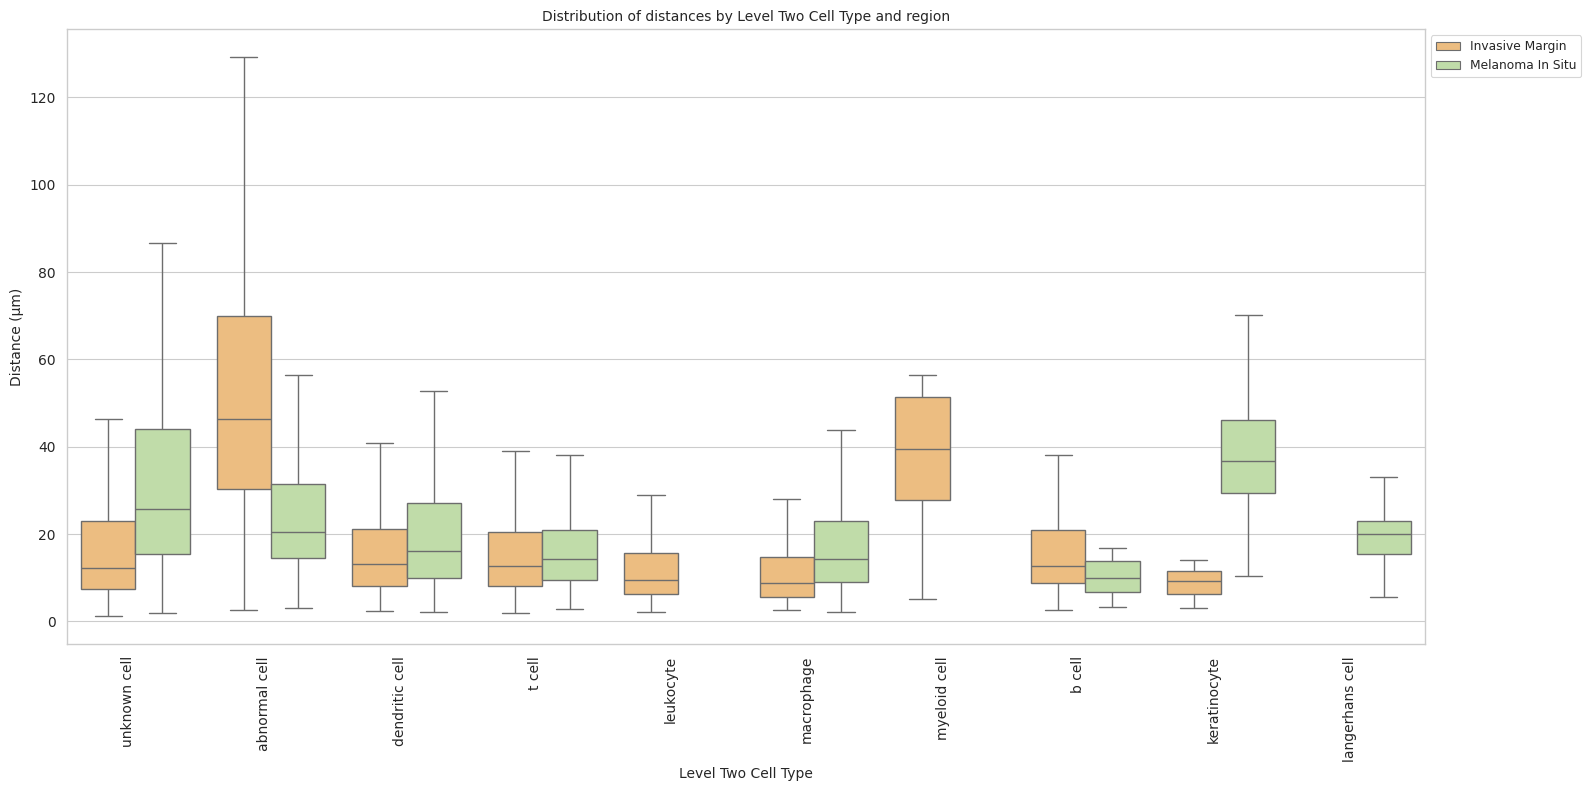 Distribution of distances by Level Two Cell Type and region
Invasive Margin
Melanoma In Situ
Distance (µm)
120
100
80
60
40
20
0
unknown cell
abnormal cell
dendritic cell
t cell
leukocyte
macrophage
myeloid cell
b cell
keratinocyte
langerhans cell
Level Two Cell Type